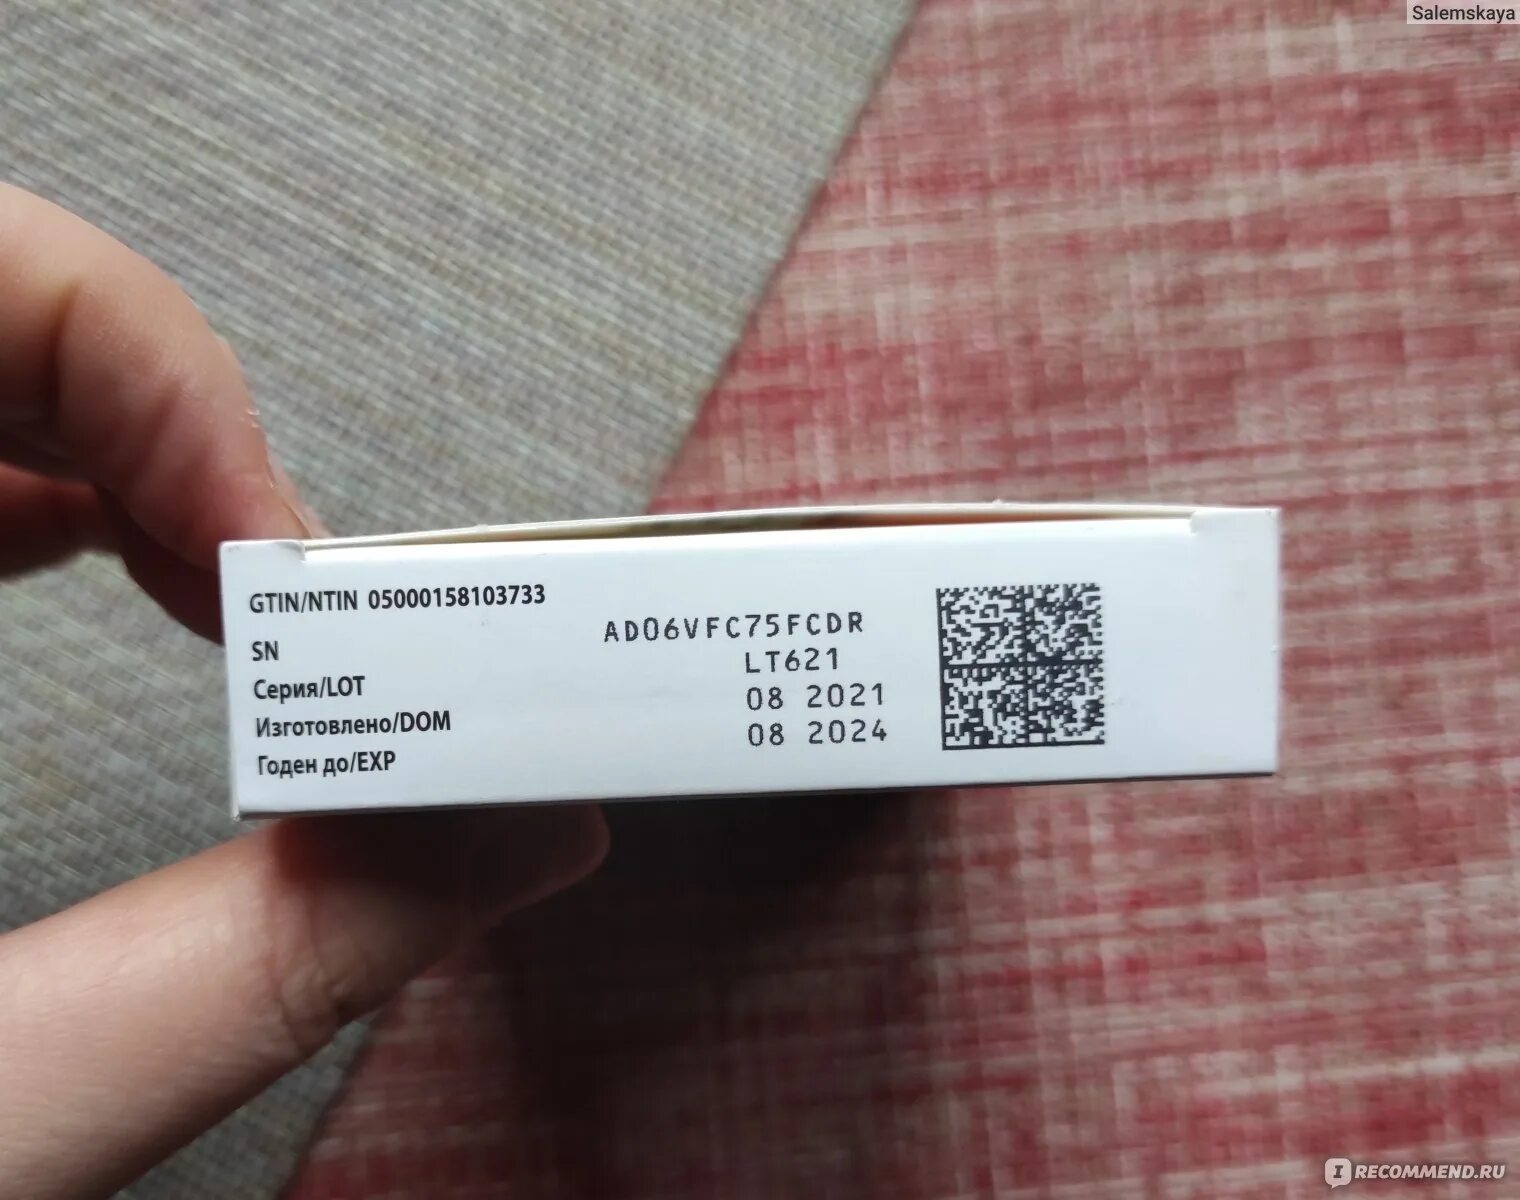 Salemskaya
GTIN/NTIN 05000158103733
SN AD06VFC75FCDR
Серия/LOT LT621
Изготовлено/DOM 08 2021
Годен до/EXP 08 2024
IRECOMMEND.RU